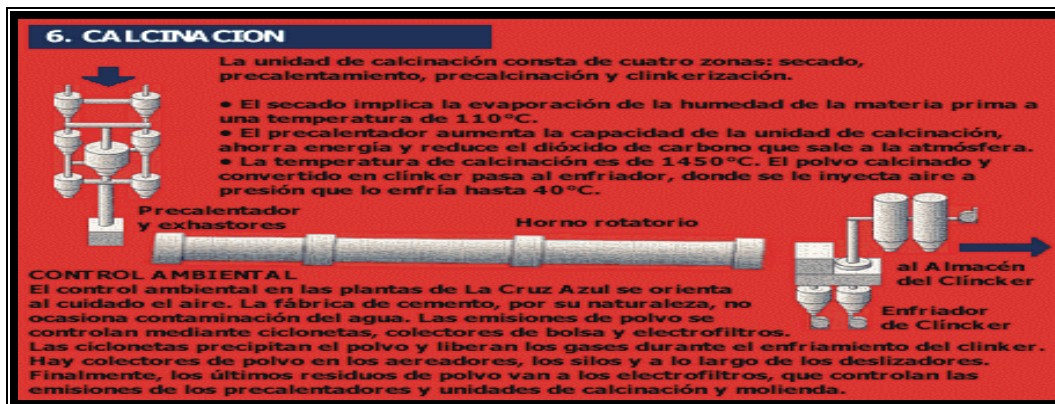 6. CALCINACION
La unidad de calcinación consta de cuatro zonas: secado,
precalentamiento, precalcinación y clinkerización.
● El secado implica la evaporación de la humedad de la materia prima a
una temperatura de 110°C.
● El precalentador aumenta la capacidad de la unidad de calcinación,
ahorra energía y reduce el dióxido de carbono que sale a la atmósfera.
● La temperatura de calcinación es de 1450°C. El polvo calcinado y
convertido en clínker pasa al enfriador, donde se le inyecta aire a
presión que lo enfría hasta 40°C.
Precalentador
y exhastores
Horno rotatorio
al Almacén
del Clíncker
Enfriador
de Clíncker
CONTROL AMBIENTAL
El control ambiental en las plantas de La Cruz Azul se orienta
al cuidado el aire. La fábrica de cemento, por su naturaleza, no
ocasiona contaminación del agua. Las emisiones de polvo se
controlan mediante ciclonetas, colectores de bolsa y electrofiltros.
Las ciclonetas precipitan el polvo y liberan los gases durante el enfriamiento del clinker.
Hay colectores de polvo en los aereadores, los silos y a lo largo de los deslizadores.
Finalmente, los últimos residuos de polvo van a los electrofiltros, que controlan las
emisiones de los precalentadores y unidades de calcinación y molienda.